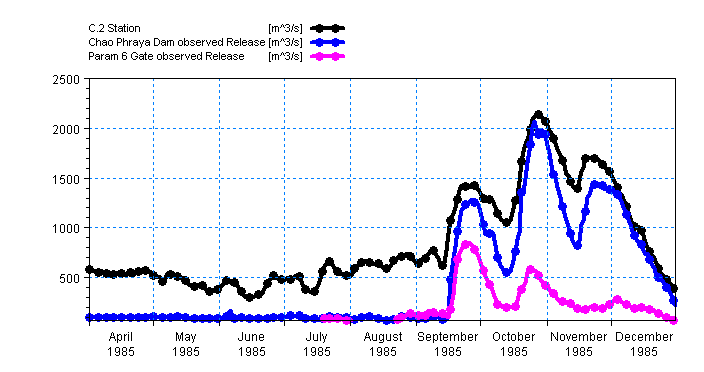 C.2 Station [m^3/s]
Chao Phraya Dam observed Release [m^3/s]
Param 6 Gate observed Release [m^3/s]
2500
2000
1500
1000
500
April May June July August September October November December
1985 1985 1985 1985 1985 1985 1985 1985 1985